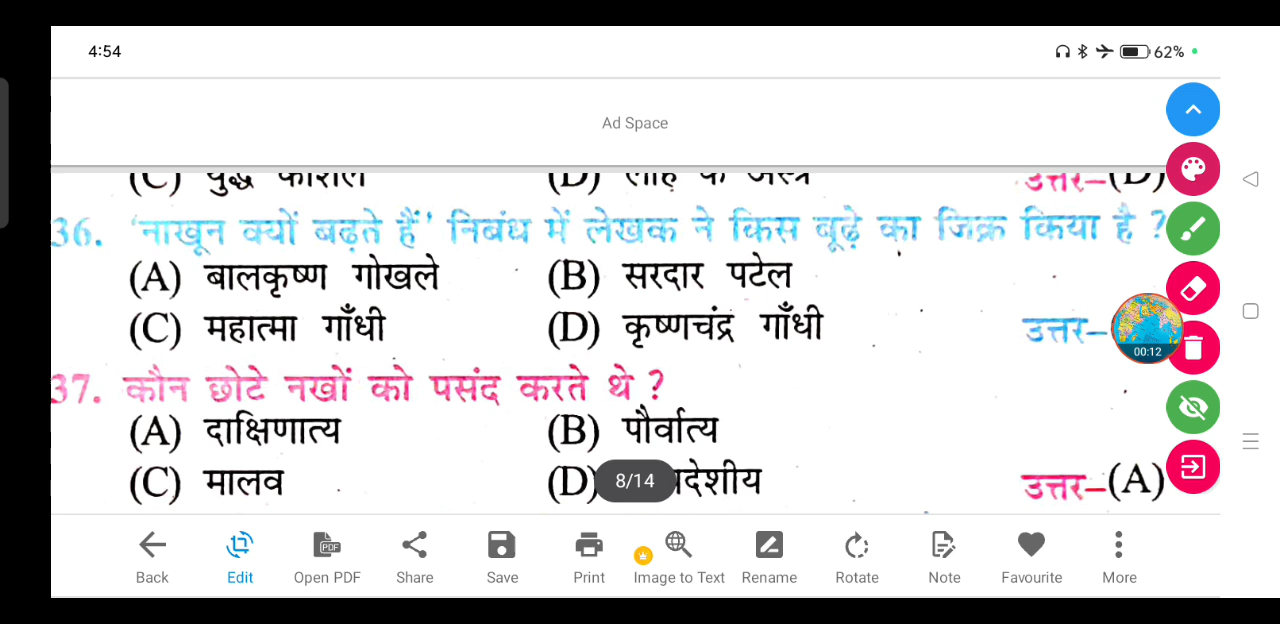 4:54
62%
Ad Space
36. 'नाखून क्यों बढ़ते हैं' निबंध में लेखक ने किस बूढ़े का जिक्र किया है ?
(A) बालकृष्ण गोखले (B) सरदार पटेल
(C) महात्मा गाँधी (D) कृष्णचंद्र गाँधी उत्तर–
00:12
37. कौन छोटे नखों को पसंद करते थे ?
(A) दाक्षिणात्य (B) पौर्वात्य
(C) मालव (D) उत्तर–(A)
8/14
Back Edit Open PDF Share Save Print Image to Text Rename Rotate Note Favourite More
PDF